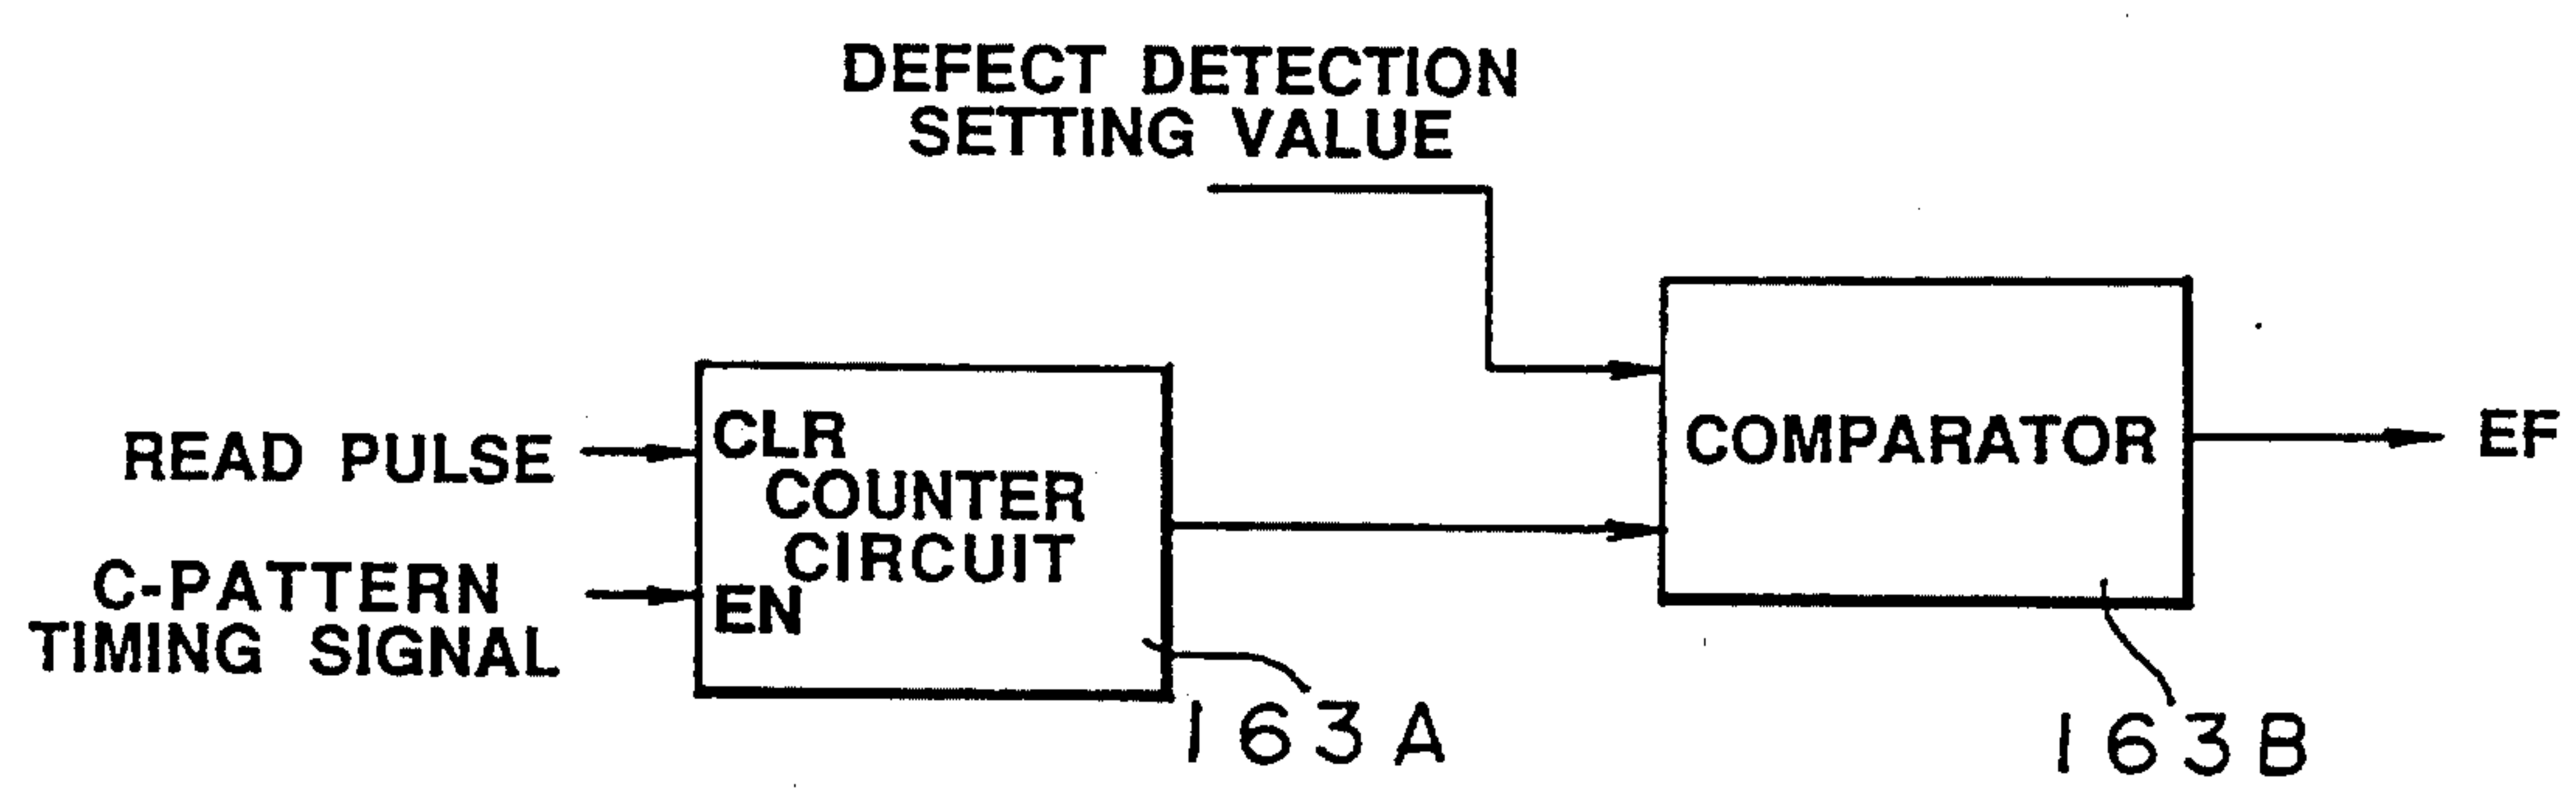 DEFECT DETECTION
SETTING VALUE
READ PULSE
C-PATTERN
TIMING SIGNAL
CLR
COUNTER
CIRCUIT
EN
COMPARATOR
EF
163A
163B